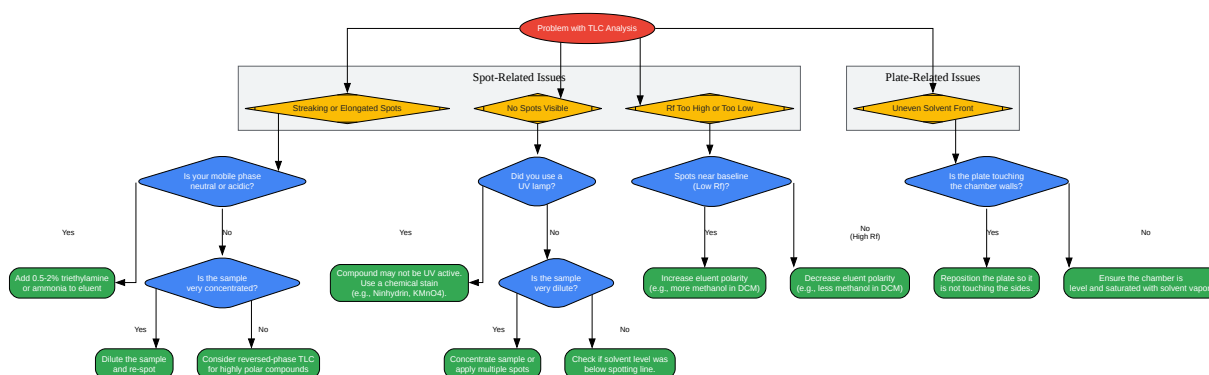 Problem with TLC Analysis
Spot-Related Issues
Plate-Related Issues
Streaking or Elongated Spots
No Spots Visible
Rf Too High or Too Low
Uneven Solvent Front
Is your mobile phase
neutral or acidic?
Did you use a
UV lamp?
Spots near baseline
(Low Rf)?
Is the plate touching
the chamber walls?
Yes
No
Yes
No
Yes
No
(High Rf)
Yes
No
Add 0.5-2% triethylamine
or ammonia to eluent
Is the sample
very concentrated?
Compound may not be UV active.
Use a chemical stain
(e.g., Ninhydrin, KMnO4).
Is the sample
very dilute?
Increase eluent polarity
(e.g., more methanol in DCM)
Decrease eluent polarity
(e.g., less methanol in DCM)
Reposition the plate so it
is not touching the sides.
Ensure the chamber is
level and saturated with solvent vapor
Yes
No
Yes
No
Dilute the sample
and re-spot
Consider reversed-phase TLC
for highly polar compounds
Concentrate sample or
apply multiple spots
Check if solvent level was
below spotting line.